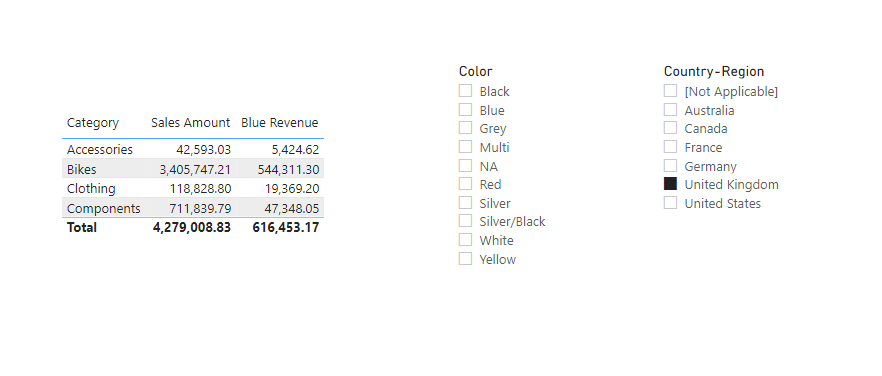 Category Sales Amount Blue Revenue
Accessories 42,593.03 5,424.62
Bikes 3,405,747.21 544,311.30
Clothing 118,828.80 19,369.20
Components 711,839.79 47,348.05
Total 4,279,008.83 616,453.17
Color
Black
Blue
Grey
Multi
NA
Red
Silver
Silver/Black
White
Yellow
Country-Region
[Not Applicable]
Australia
Canada
France
Germany
United Kingdom
United States